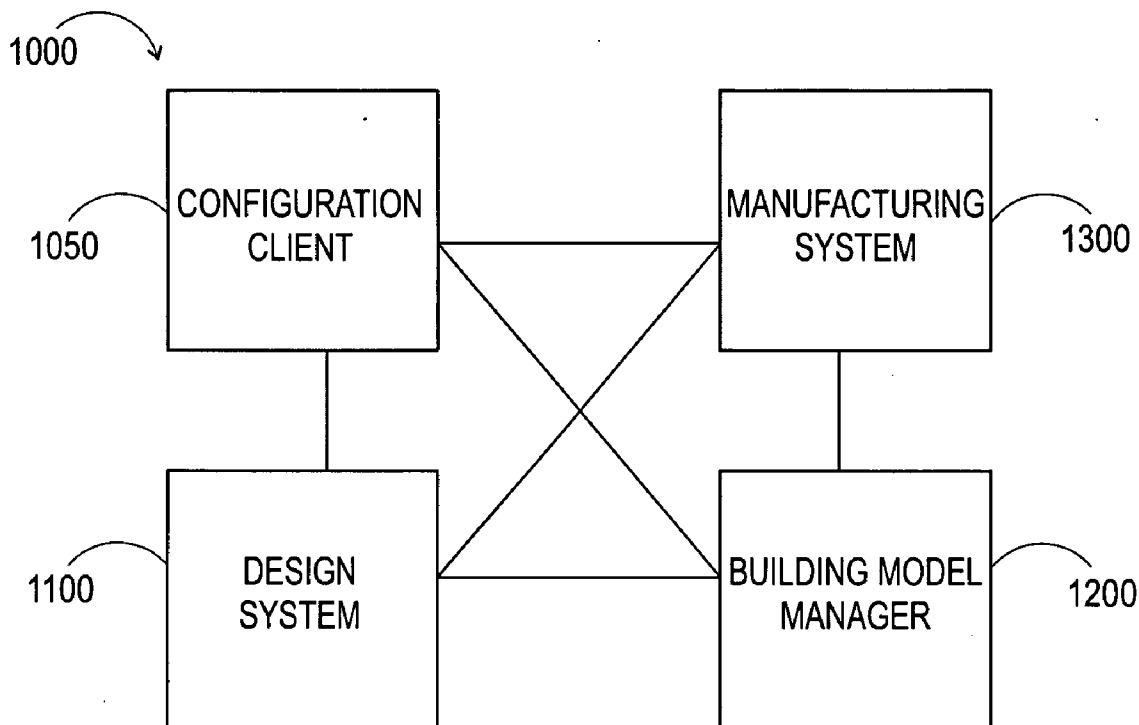 1000
CONFIGURATION
CLIENT
1050
MANUFACTURING
SYSTEM
1300
DESIGN
SYSTEM
1100
BUILDING MODEL
MANAGER
1200